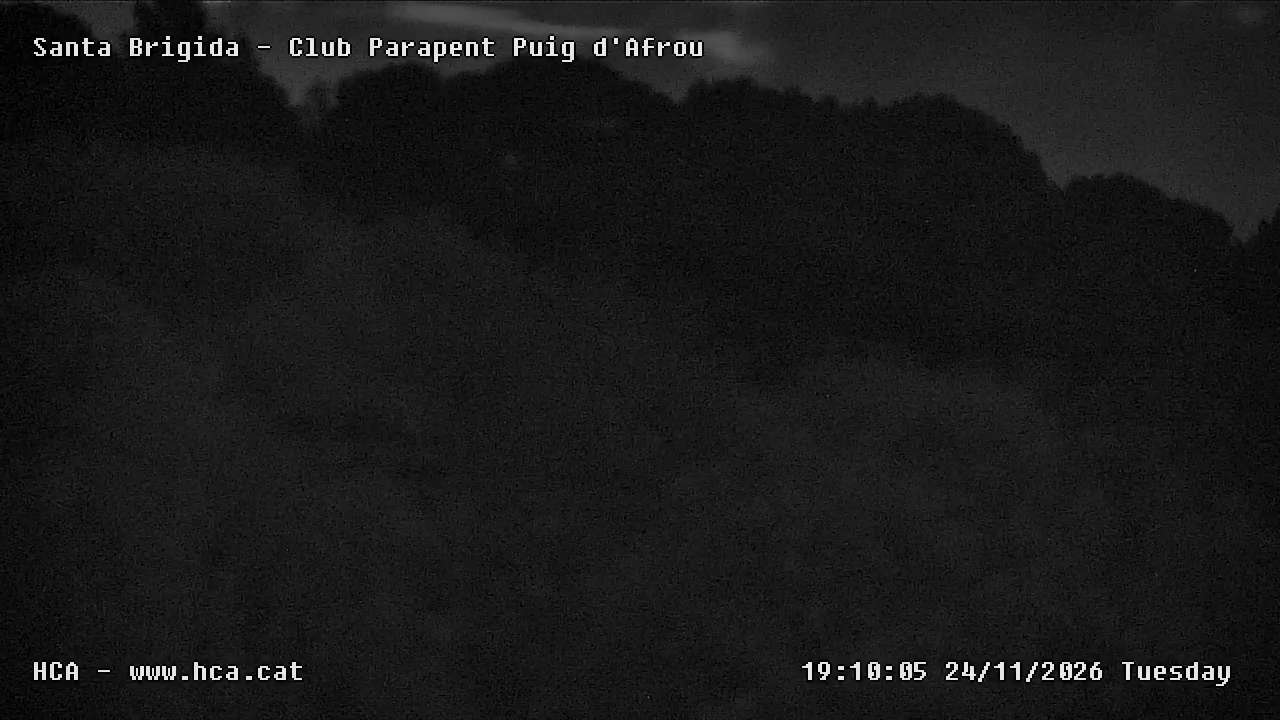 Santa Brigida - Club Parapent Puig d'Afrou
HCA - www.hca.cat
19:10:05 24/11/2026 Tuesday